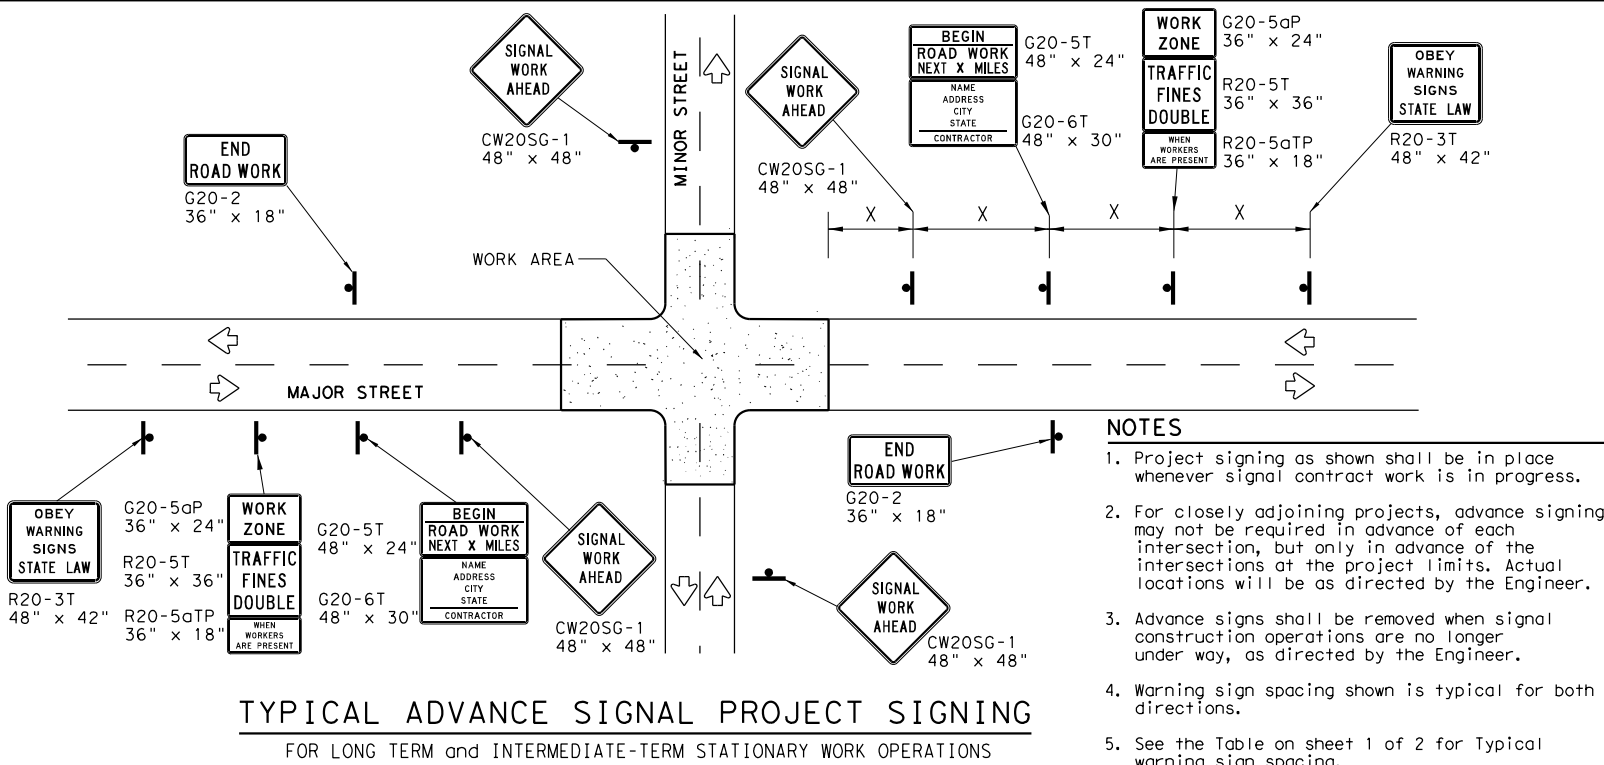 SIGNAL
WORK
AHEAD
CW20SG-1
48" x 48"
END
ROAD WORK
G20-2
36" x 18"
MINOR STREET
SIGNAL
WORK
AHEAD
CW20SG-1
48" x 48"
BEGIN
ROAD WORK
NEXT X MILES
NAME
ADDRESS
CITY
STATE
CONTRACTOR
G20-5T
48" x 24"
G20-6T
48" x 30"
WORK
ZONE
TRAFFIC
FINES
DOUBLE
WHEN
WORKERS
ARE PRESENT
G20-5aP
36" x 24"
R20-5T
36" x 36"
R20-5aTP
36" x 18"
OBEY
WARNING
SIGNS
STATE LAW
R20-3T
48" x 42"
X
X
X
X
WORK AREA
MAJOR STREET
OBEY
WARNING
SIGNS
STATE LAW
R20-3T
48" x 42"
G20-5aP
36" x 24"
R20-5T
36" x 36"
R20-5aTP
36" x 18"
WORK
ZONE
TRAFFIC
FINES
DOUBLE
WHEN
WORKERS
ARE PRESENT
G20-5T
48" x 24"
G20-6T
48" x 30"
BEGIN
ROAD WORK
NEXT X MILES
NAME
ADDRESS
CITY
STATE
CONTRACTOR
SIGNAL
WORK
AHEAD
CW20SG-1
48" x 48"
END
ROAD WORK
G20-2
36" x 18"
SIGNAL
WORK
AHEAD
CW20SG-1
48" x 48"
TYPICAL ADVANCE SIGNAL PROJECT SIGNING
FOR LONG TERM and INTERMEDIATE-TERM STATIONARY WORK OPERATIONS
NOTES
1. Project signing as shown shall be in place
whenever signal contract work is in progress.
2. For closely adjoining projects, advance signing
may not be required in advance of each
intersection, but only in advance of the
intersections at the project limits. Actual
locations will be as directed by the Engineer.
3. Advance signs shall be removed when signal
construction operations are no longer
under way, as directed by the Engineer.
4. Warning sign spacing shown is typical for both
directions.
5. See the Table on sheet 1 of 2 for Typical
warning sign spacing.